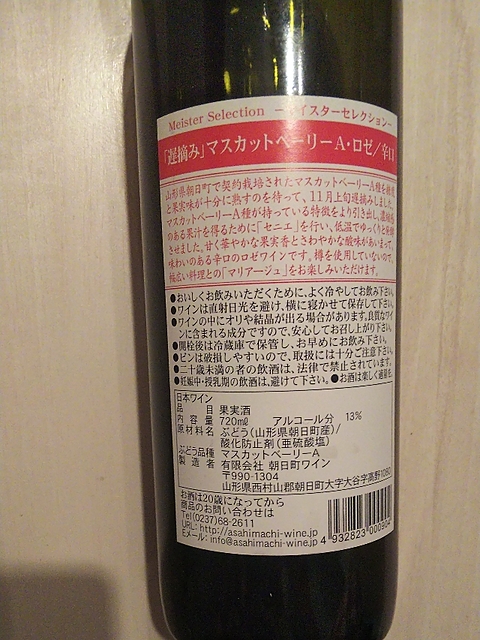 Meister Selection －マイスターセレクション－
「遅摘み」マスカットベーリーA・ロゼ/辛口
山形県朝日町で契約栽培されたマスカットベーリーA種を糖度
と果実味が十分に熟すのを待って、11月上旬遅摘みしました。
マスカットベーリーA種が持っている特徴をより引き出し、濃縮感
のある果汁を得るために「セニエ」を行い、低温でゆっくりと発酵
させました。甘く華やかな果実香とさわやかな酸味があいまって、
味わいのある辛口のロゼワインです。樽を使用していないので、
幅広い料理との「マリアージュ」をお楽しみいただけます。
●おいしくお飲みいただくために、よく冷やしてお飲み下さい。
●ワインは直射日光を避け、横に寝かせて保存して下さい。
●ワインの中にオリや結晶が出る場合があります。良質なワイ
ンに含まれる成分ですので、安心してお召し上がり下さい。
●開栓後は冷蔵庫で保管し、お早めにお飲み下さい。
●ビンは破損しやすいので、取扱には十分ご注意下さい。
●二十歳未満の者の飲酒は、法律で禁止されています。
●妊娠中・授乳期の飲酒は、避けて下さい。●お酒は楽しく適量を。
日本ワイン
品目 果実酒
内容量 720mℓ アルコール分 13%
原材料名 ぶどう(山形県朝日町産)/
酸化防止剤(亜硫酸塩)
ぶどう品種 マスカットベーリーA
製造者 有限会社 朝日町ワイン
〒990-1304
山形県西村山郡朝日町大字大谷字高野1080
お酒は20歳になってから
商品のお問い合わせは
Tel(0237)68-2611
URL: http://asahimachi-wine.jp
Eメール: info@asahimachi-wine.jp
4 932823 000904